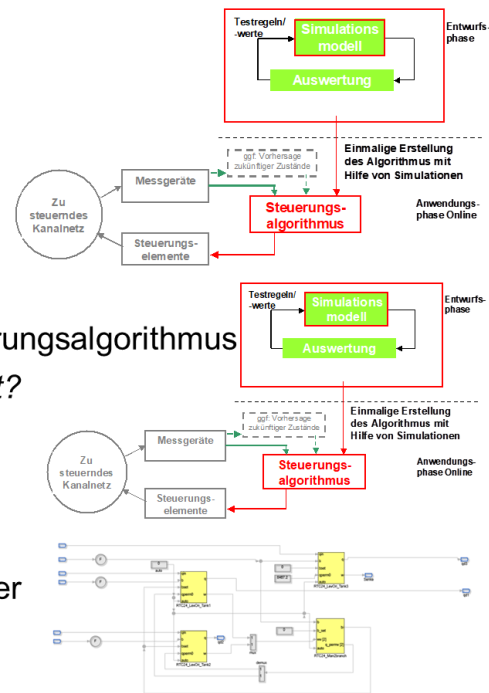 Testregeln/
-werte
Simulations
modell
Entwurfs-
phase
Auswertung
ggf. Vorhersage
zukünftiger Zustände
Einmalige Erstellung
des Algorithmus mit
Hilfe von Simulationen
Messgeräte
Zu
steuerndes
Kanalnetz
Steuerungs-
algorithmus
Anwendungs-
phase Online
Steuerungs-
elemente
rungsalgorithmus
t?
Testregeln/
-werte
Simulations
modell
Entwurfs-
phase
Auswertung
ggf. Vorhersage
zukünftiger Zustände
Einmalige Erstellung
des Algorithmus mit
Hilfe von Simulationen
Messgeräte
Zu
steuerndes
Kanalnetz
Steuerungs-
algorithmus
Anwendungs-
phase Online
Steuerungs-
elemente
er